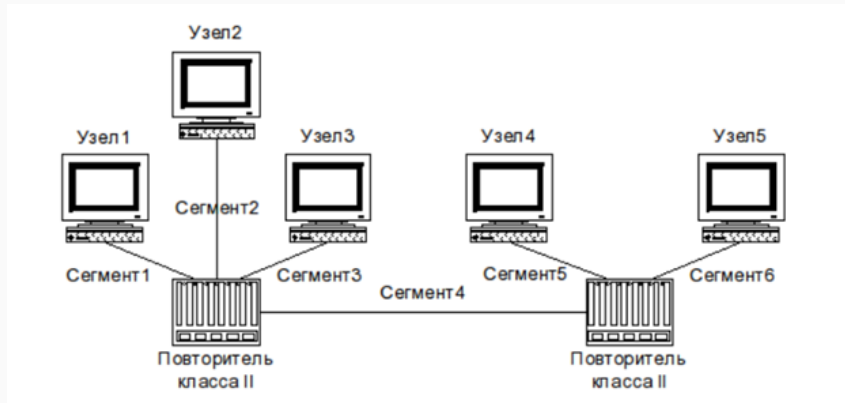 Узел2
Узел1
Узел3
Узел4
Узел5
Сегмент2
Сегмент1
Сегмент3
Сегмент4
Сегмент5
Сегмент6
Повторитель
класса II
Повторитель
класса II